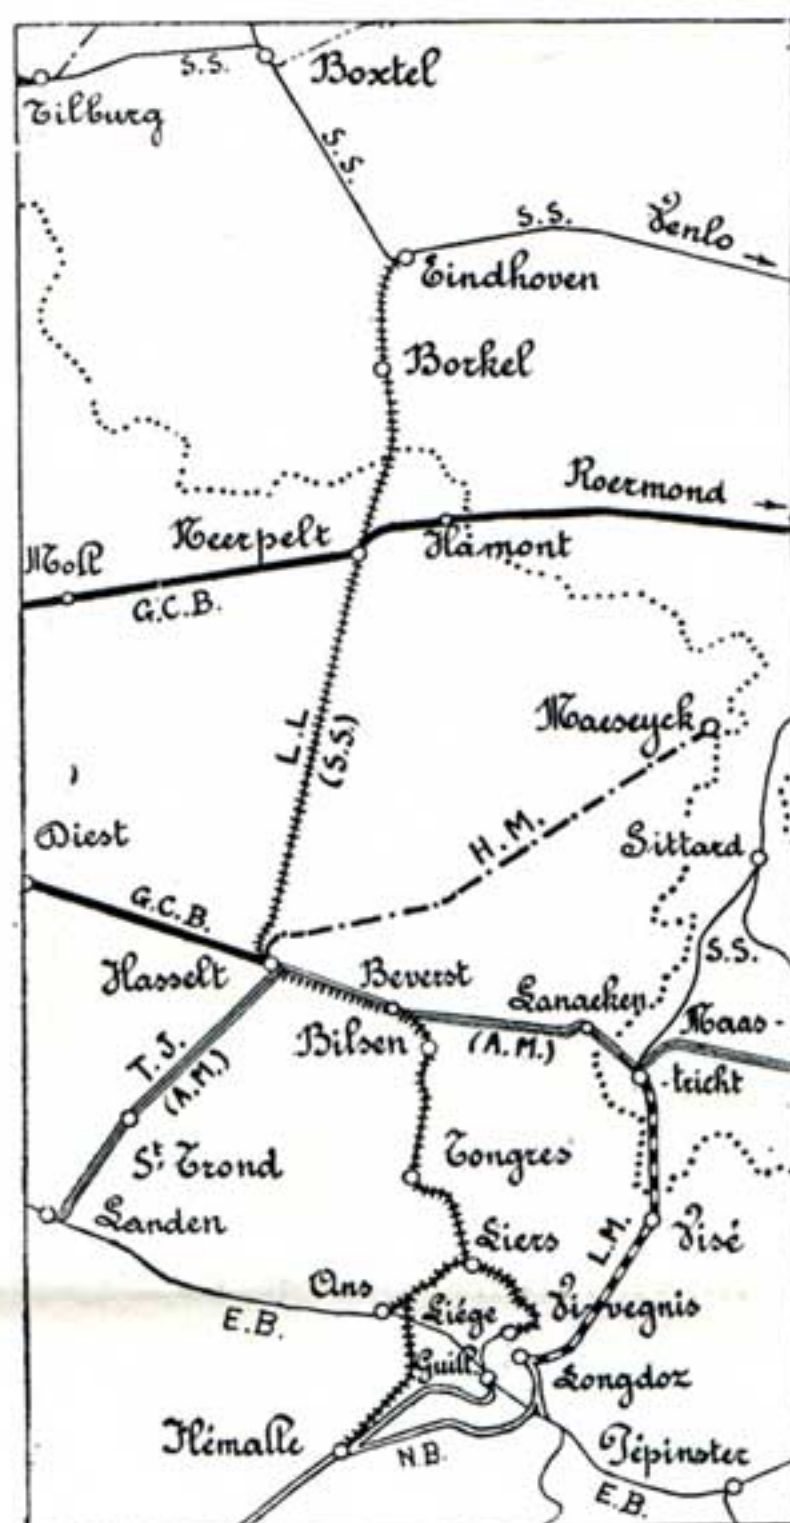 S.S.
Boxtel
Tilburg
S.S.
S.S.
Venlo
Eindhoven
Borkel
Roermond
Neerpelt
Hamont
Moll
G.C.B.
Maeseyck
L.L
(S.S.)
Diest
H.M.
Sittard
G.C.B.
S.S.
Hasselt
Beverst
Lanaeken
Maas-
Bilsen
(A.M.)
-tricht
T.J.
(A.M.)
St. Trond
Tongres
Landen
Liers
L.M.
Visé
Ans
Liége
Vivegnis
E.B.
Guill.
Longdoz
Flémalle
N.B.
Pépinster
E.B.